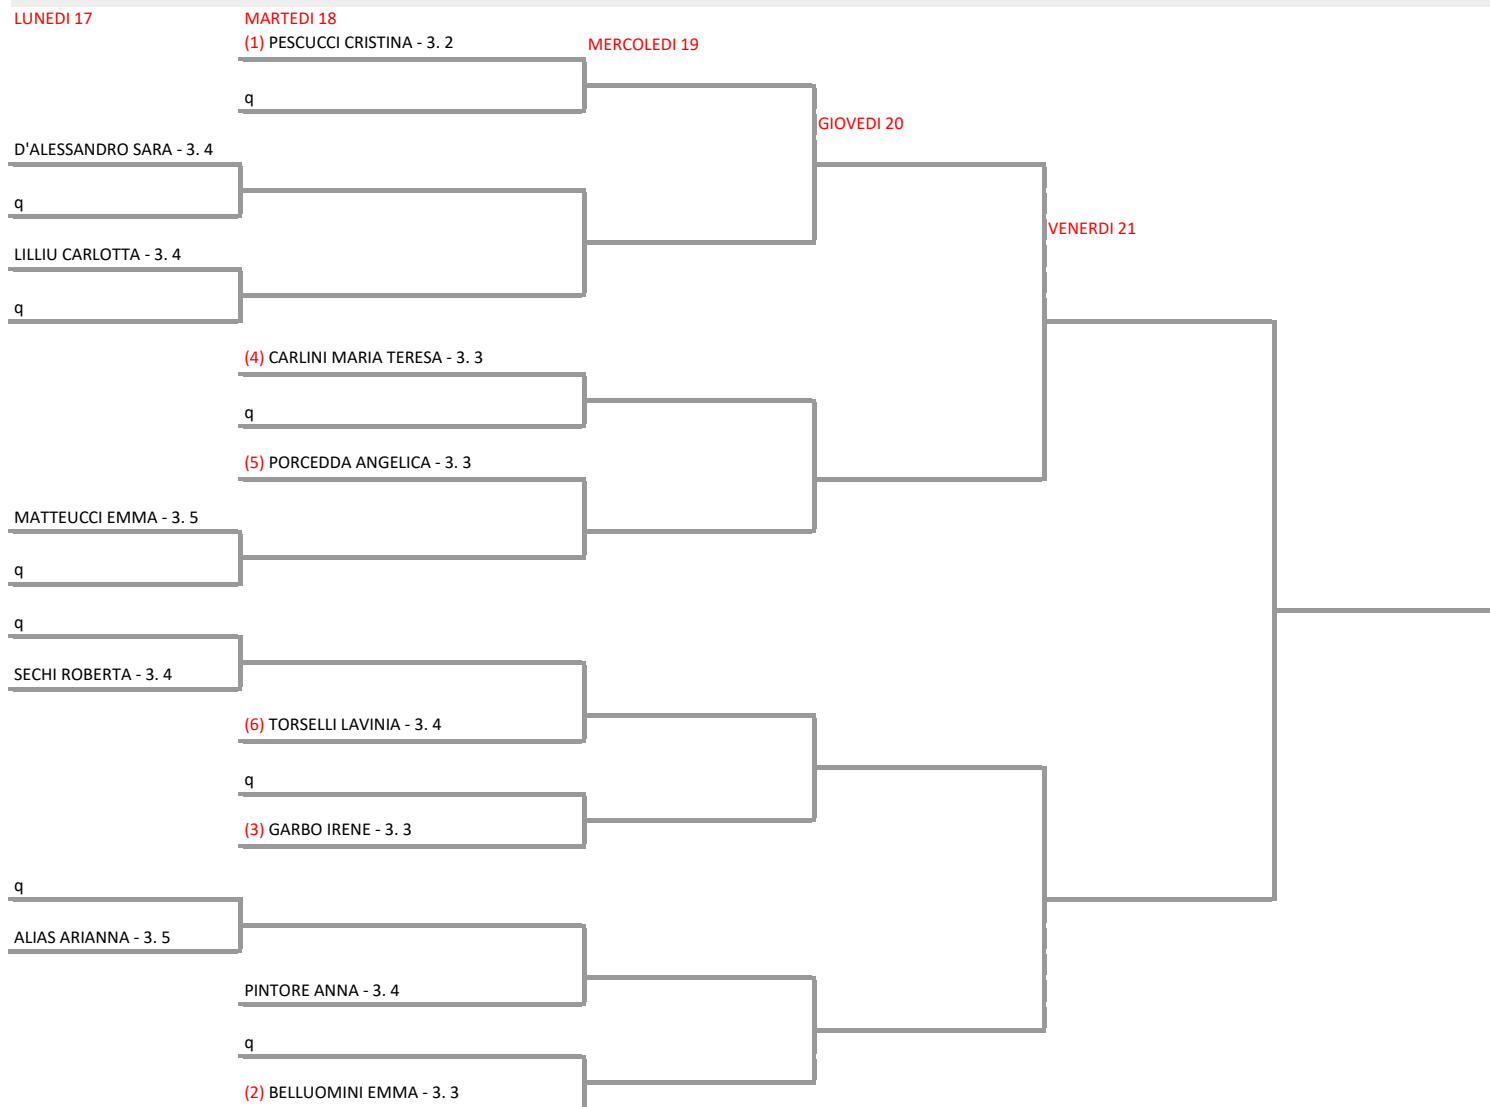 LUNEDI 17
MARTEDI 18
(1) PESCUCCI CRISTINA - 3. 2
MERCOLEDI 19
q
GIOVEDI 20
D'ALESSANDRO SARA - 3. 4
q
VENERDI 21
LILLIU CARLOTTA - 3. 4
q
(4) CARLINI MARIA TERESA - 3. 3
q
(5) PORCEDDA ANGELICA - 3. 3
MATTEUCCI EMMA - 3. 5
q
q
SECHI ROBERTA - 3. 4
(6) TORSELLI LAVINIA - 3. 4
q
(3) GARBO IRENE - 3. 3
q
ALIAS ARIANNA - 3. 5
PINTORE ANNA - 3. 4
q
(2) BELLUOMINI EMMA - 3. 3